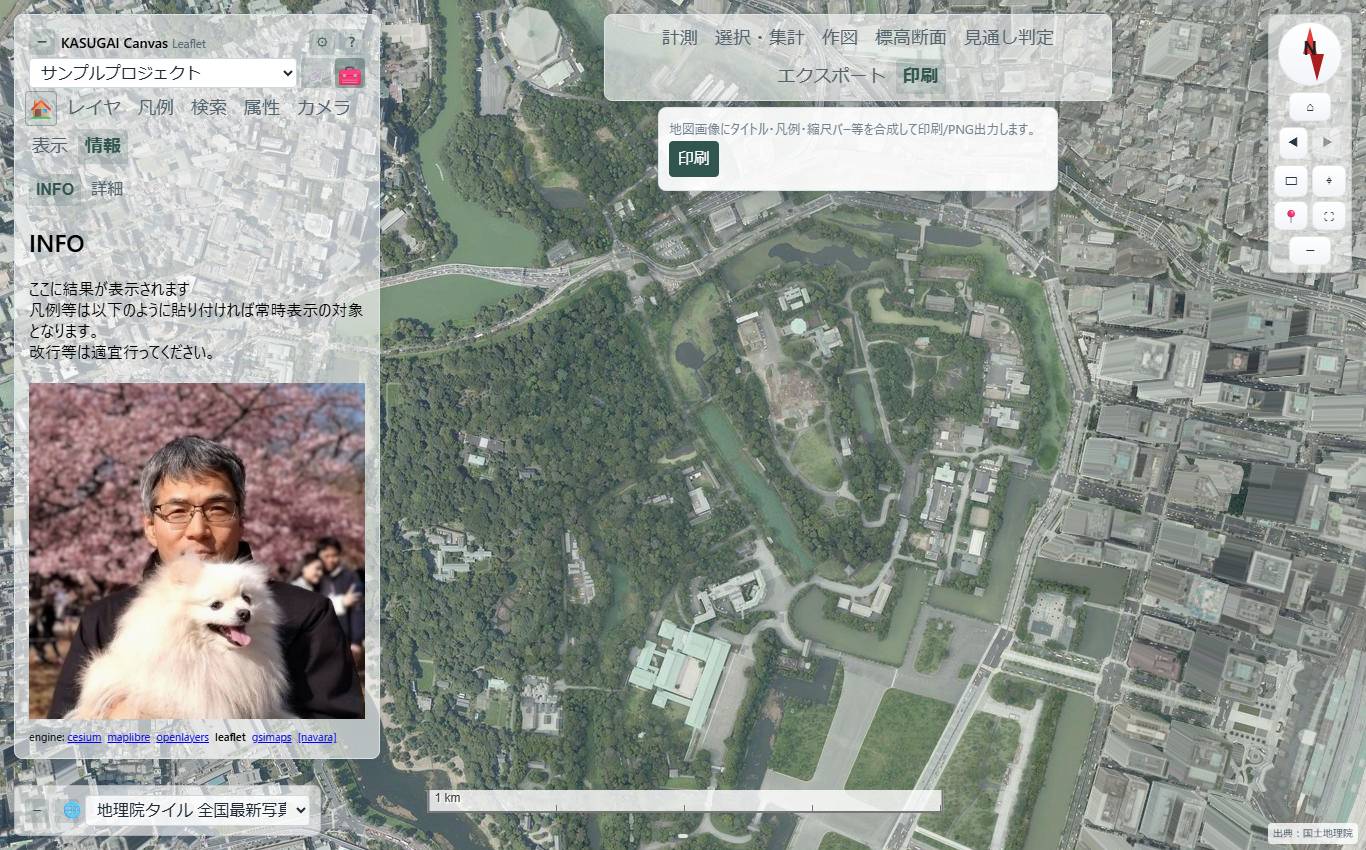 KASUGAI Canvas Leaflet
?
サンプルプロジェクト
レイヤ 凡例 検索 属性 カメラ
表示 情報
INFO 詳細
INFO
ここに結果が表示されます
凡例等は以下のように貼り付ければ常時表示の対象
となります。
改行等は適宜行ってください。
engine: cesium maplibre openlayers leaflet gsimaps [navara]
地理院タイル 全国最新写真
計測 選択・集計 作図 標高断面 見通し判定
エクスポート 印刷
地図画像にタイトル・凡例・縮尺バー等を合成して印刷/PNG出力します。
印刷
N
1 km
出典：国土地理院